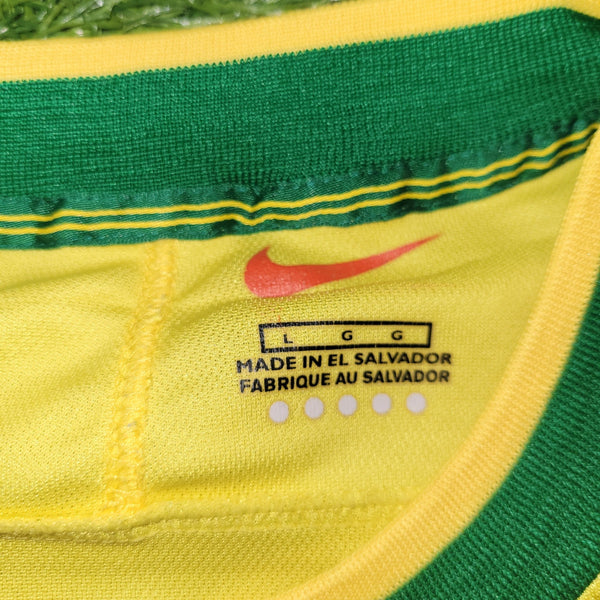 L G G
MADE IN EL SALVADOR
FABRIQUE AU SALVADOR